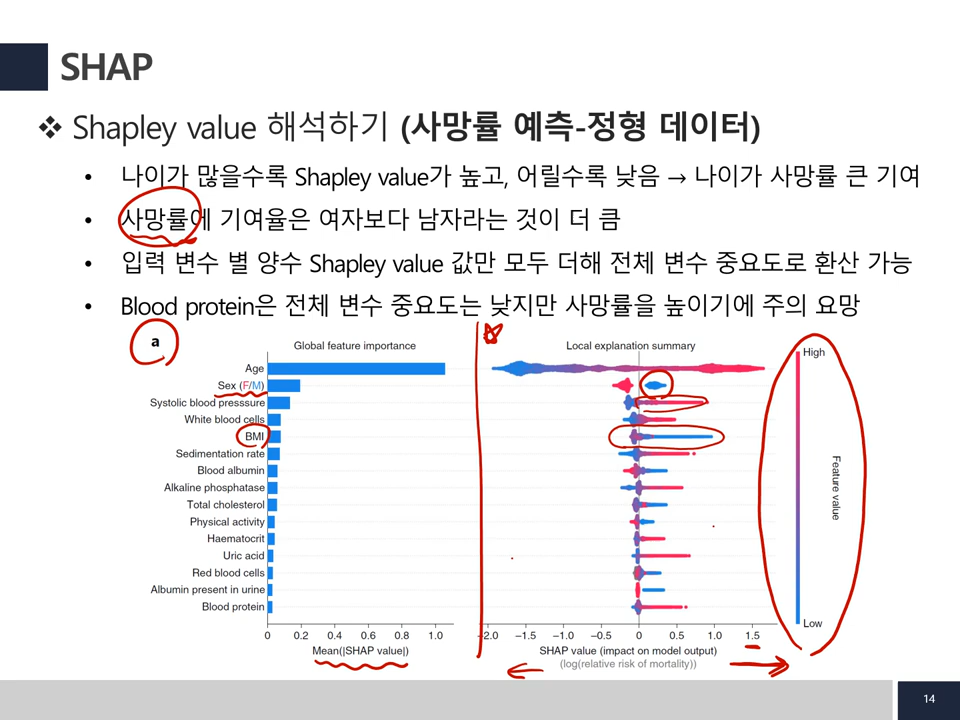 SHAP
❖ Shapley value 해석하기 (사망률 예측-정형 데이터)
• 나이가 많을수록 Shapley value가 높고, 어릴수록 낮음 → 나이가 사망률 큰 기여
• 사망률에 기여율은 여자보다 남자라는 것이 더 큼
• 입력 변수 별 양수 Shapley value 값만 모두 더해 전체 변수 중요도로 환산 가능
• Blood protein은 전체 변수 중요도는 낮지만 사망률을 높이기에 주의 요망
a
Global feature importance
Age
Sex (F/M)
Systolic blood presssure
White blood cells
BMI
Sedimentation rate
Blood albumin
Alkaline phosphatase
Total cholesterol
Physical activity
Haematocrit
Uric acid
Red blood cells
Albumin present in urine
Blood protein
0 0.2 0.4 0.6 0.8 1.0
Mean(|SHAP value|)
Local explanation summary
-2.0 -1.5 -1.0 -0.5 0 0.5 1.0 1.5
SHAP value (impact on model output)
(log(relative risk of mortality))
High
Feature value
Low
14